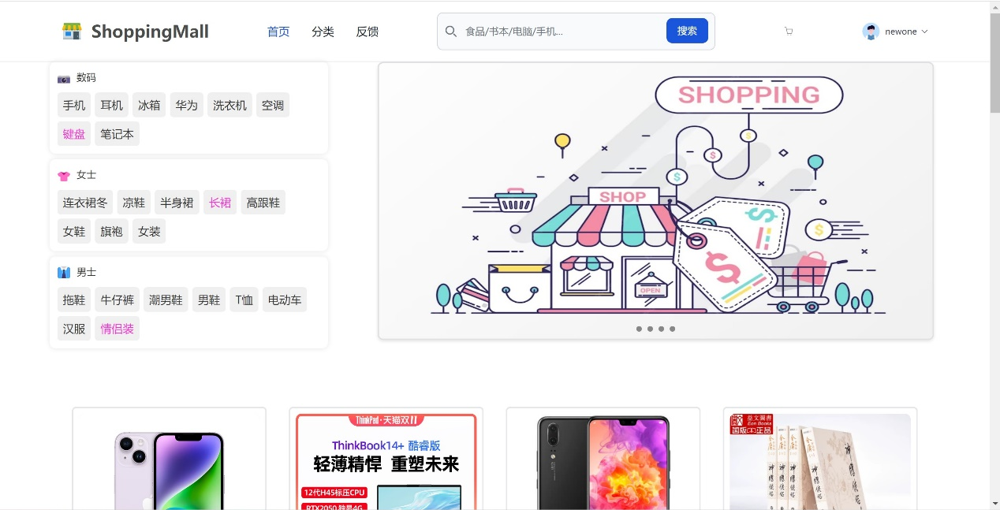 ShoppingMall 首页 分类 反馈 食品/书本/电脑/手机... 搜索 newone
数码
手机 耳机 冰箱 华为 洗衣机 空调
键盘 笔记本
女士
连衣裙冬 凉鞋 半身裙 长裙 高跟鞋
女鞋 旗袍 女装
男士
拖鞋 牛仔裤 潮男鞋 男鞋 T恤 电动车
汉服 情侣装
SHOPPING
$
$
$
SHOP
$
$
$
OPEN
ThinkPad·天猫双11
ThinkBook14+ 酷睿版
轻薄精悍 重塑未来
12代H45标压CPU
RTX2050 独显4G
Eon Books